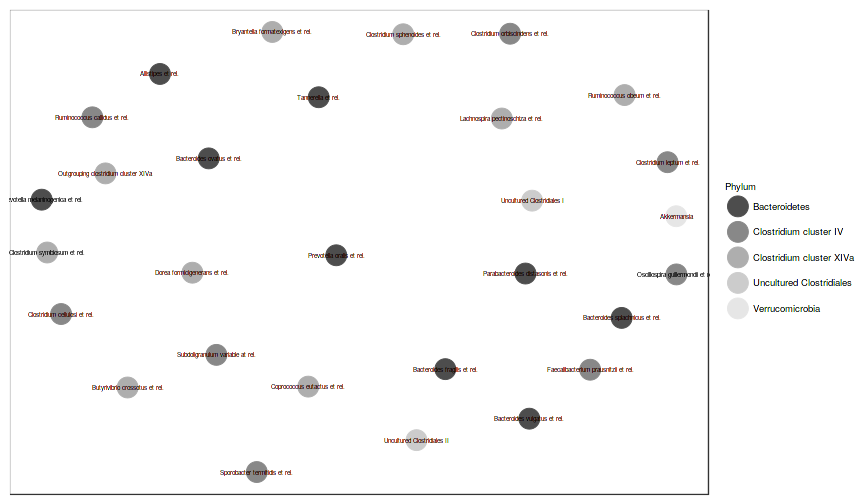 Bryantella formatexigens et rel.
Clostridium sphenoides et rel.
Clostridium orbiscindens et rel.
Alistipes et rel.
Tannerella et rel.
Ruminococcus obeum et rel.
Ruminococcus callidus et rel.
Lachnospira pectinoschiza et rel.
Bacteroides ovatus et rel.
Clostridium leptum et rel.
Outgrouping clostridium cluster XIVa
evotella melaninogenica et rel.
Uncultured Clostridiales I
Akkermansia
Clostridium symbiosum et rel.
Prevotella oralis et rel.
Dorea formicigenerans et rel.
Parabacteroides distasonis et rel.
Oscillospira guilliermondii et r
Clostridium cellulosi et rel.
Bacteroides splachnicus et rel.
Subdoligranulum variable at rel.
Bacteroides fragilis et rel.
Faecalibacterium prausnitzii et rel.
Butyrivibrio crossotus et rel.
Coprococcus eutactus et rel.
Bacteroides vulgatus et rel.
Uncultured Clostridiales II
Sporobacter termitidis et rel.
Phylum
Bacteroidetes
Clostridium cluster IV
Clostridium cluster XIVa
Uncultured Clostridiales
Verrucomicrobia